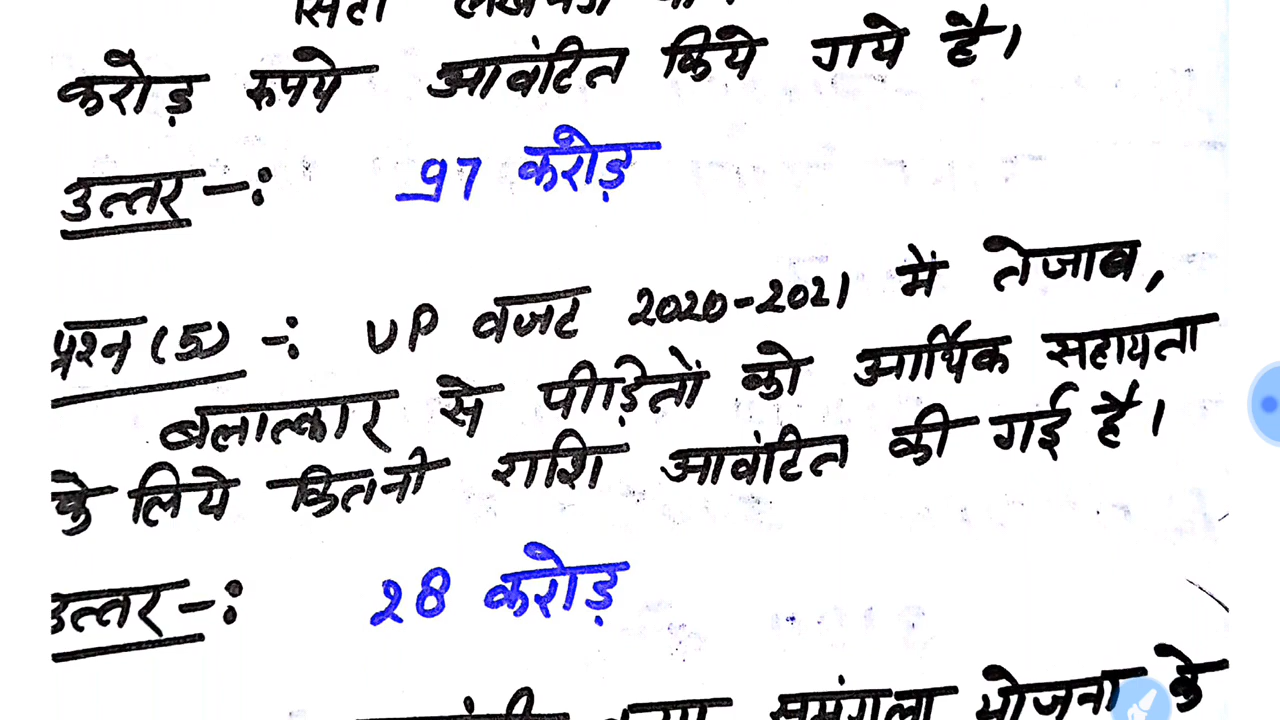 सिटी
करोड़ रुपये आवंटित किये गये है।
उत्तर -: 97 करोड़
प्रश्न (5) -: UP वजट 2020-2021 में तेजाब,
बलात्कार से पीड़ितों को आर्थिक सहायता
के लिये कितनी राशि आवंटित की गई है।
उत्तर -: 28 करोड़
योजना के